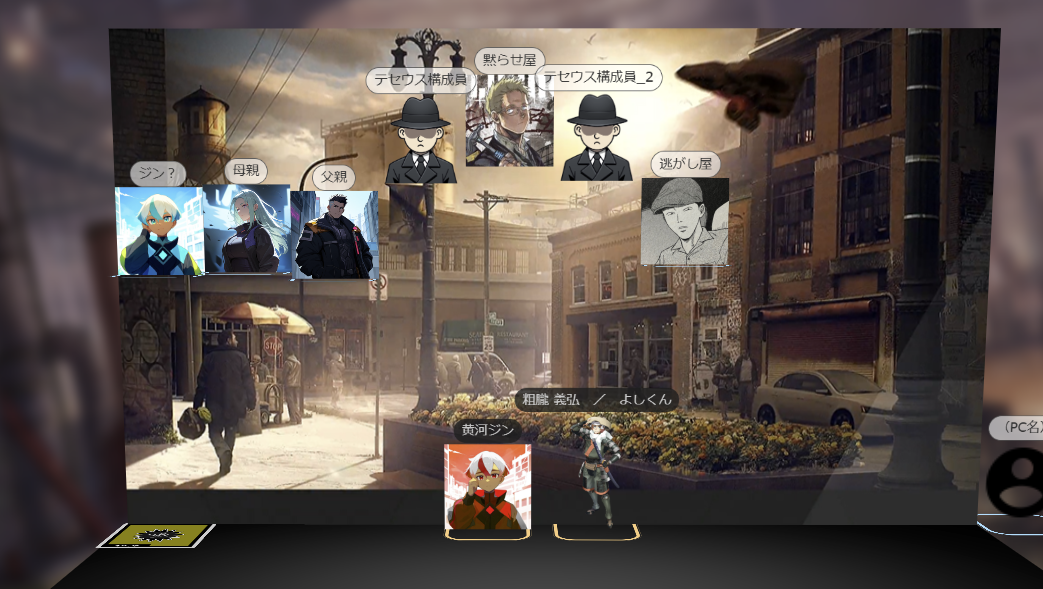 黙らせ屋
テセウス構成員
テセウス構成員_2
逃がし屋
ジン？
母親
父親
STOP
粗朧 義弘　／　よしくん
黄河ジン
（PC名）